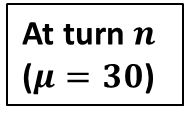 At turn n
(μ = 30)